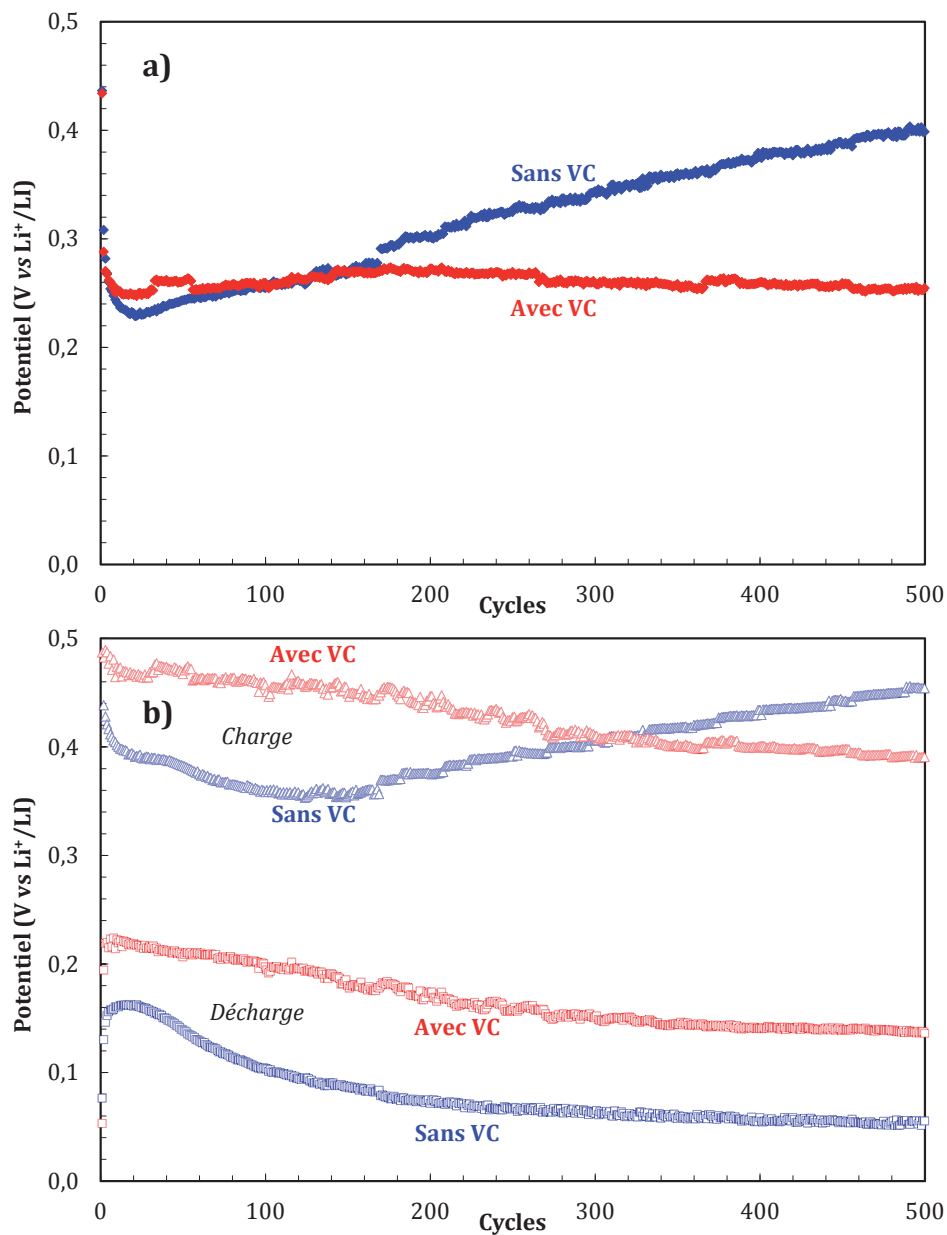 0,5
a)
0,4
Sans VC
0,3
Avec VC
0,2
0,1
0,0
Potentiel (V vs Li⁺/LI)
0 100 200 300 400 500
Cycles
0,5
Avec VC
b)
Charge
0,4
Sans VC
0,3
0,2
Décharge
Avec VC
0,1
Sans VC
0,0
Potentiel (V vs Li⁺/LI)
0 100 200 300 400 500
Cycles